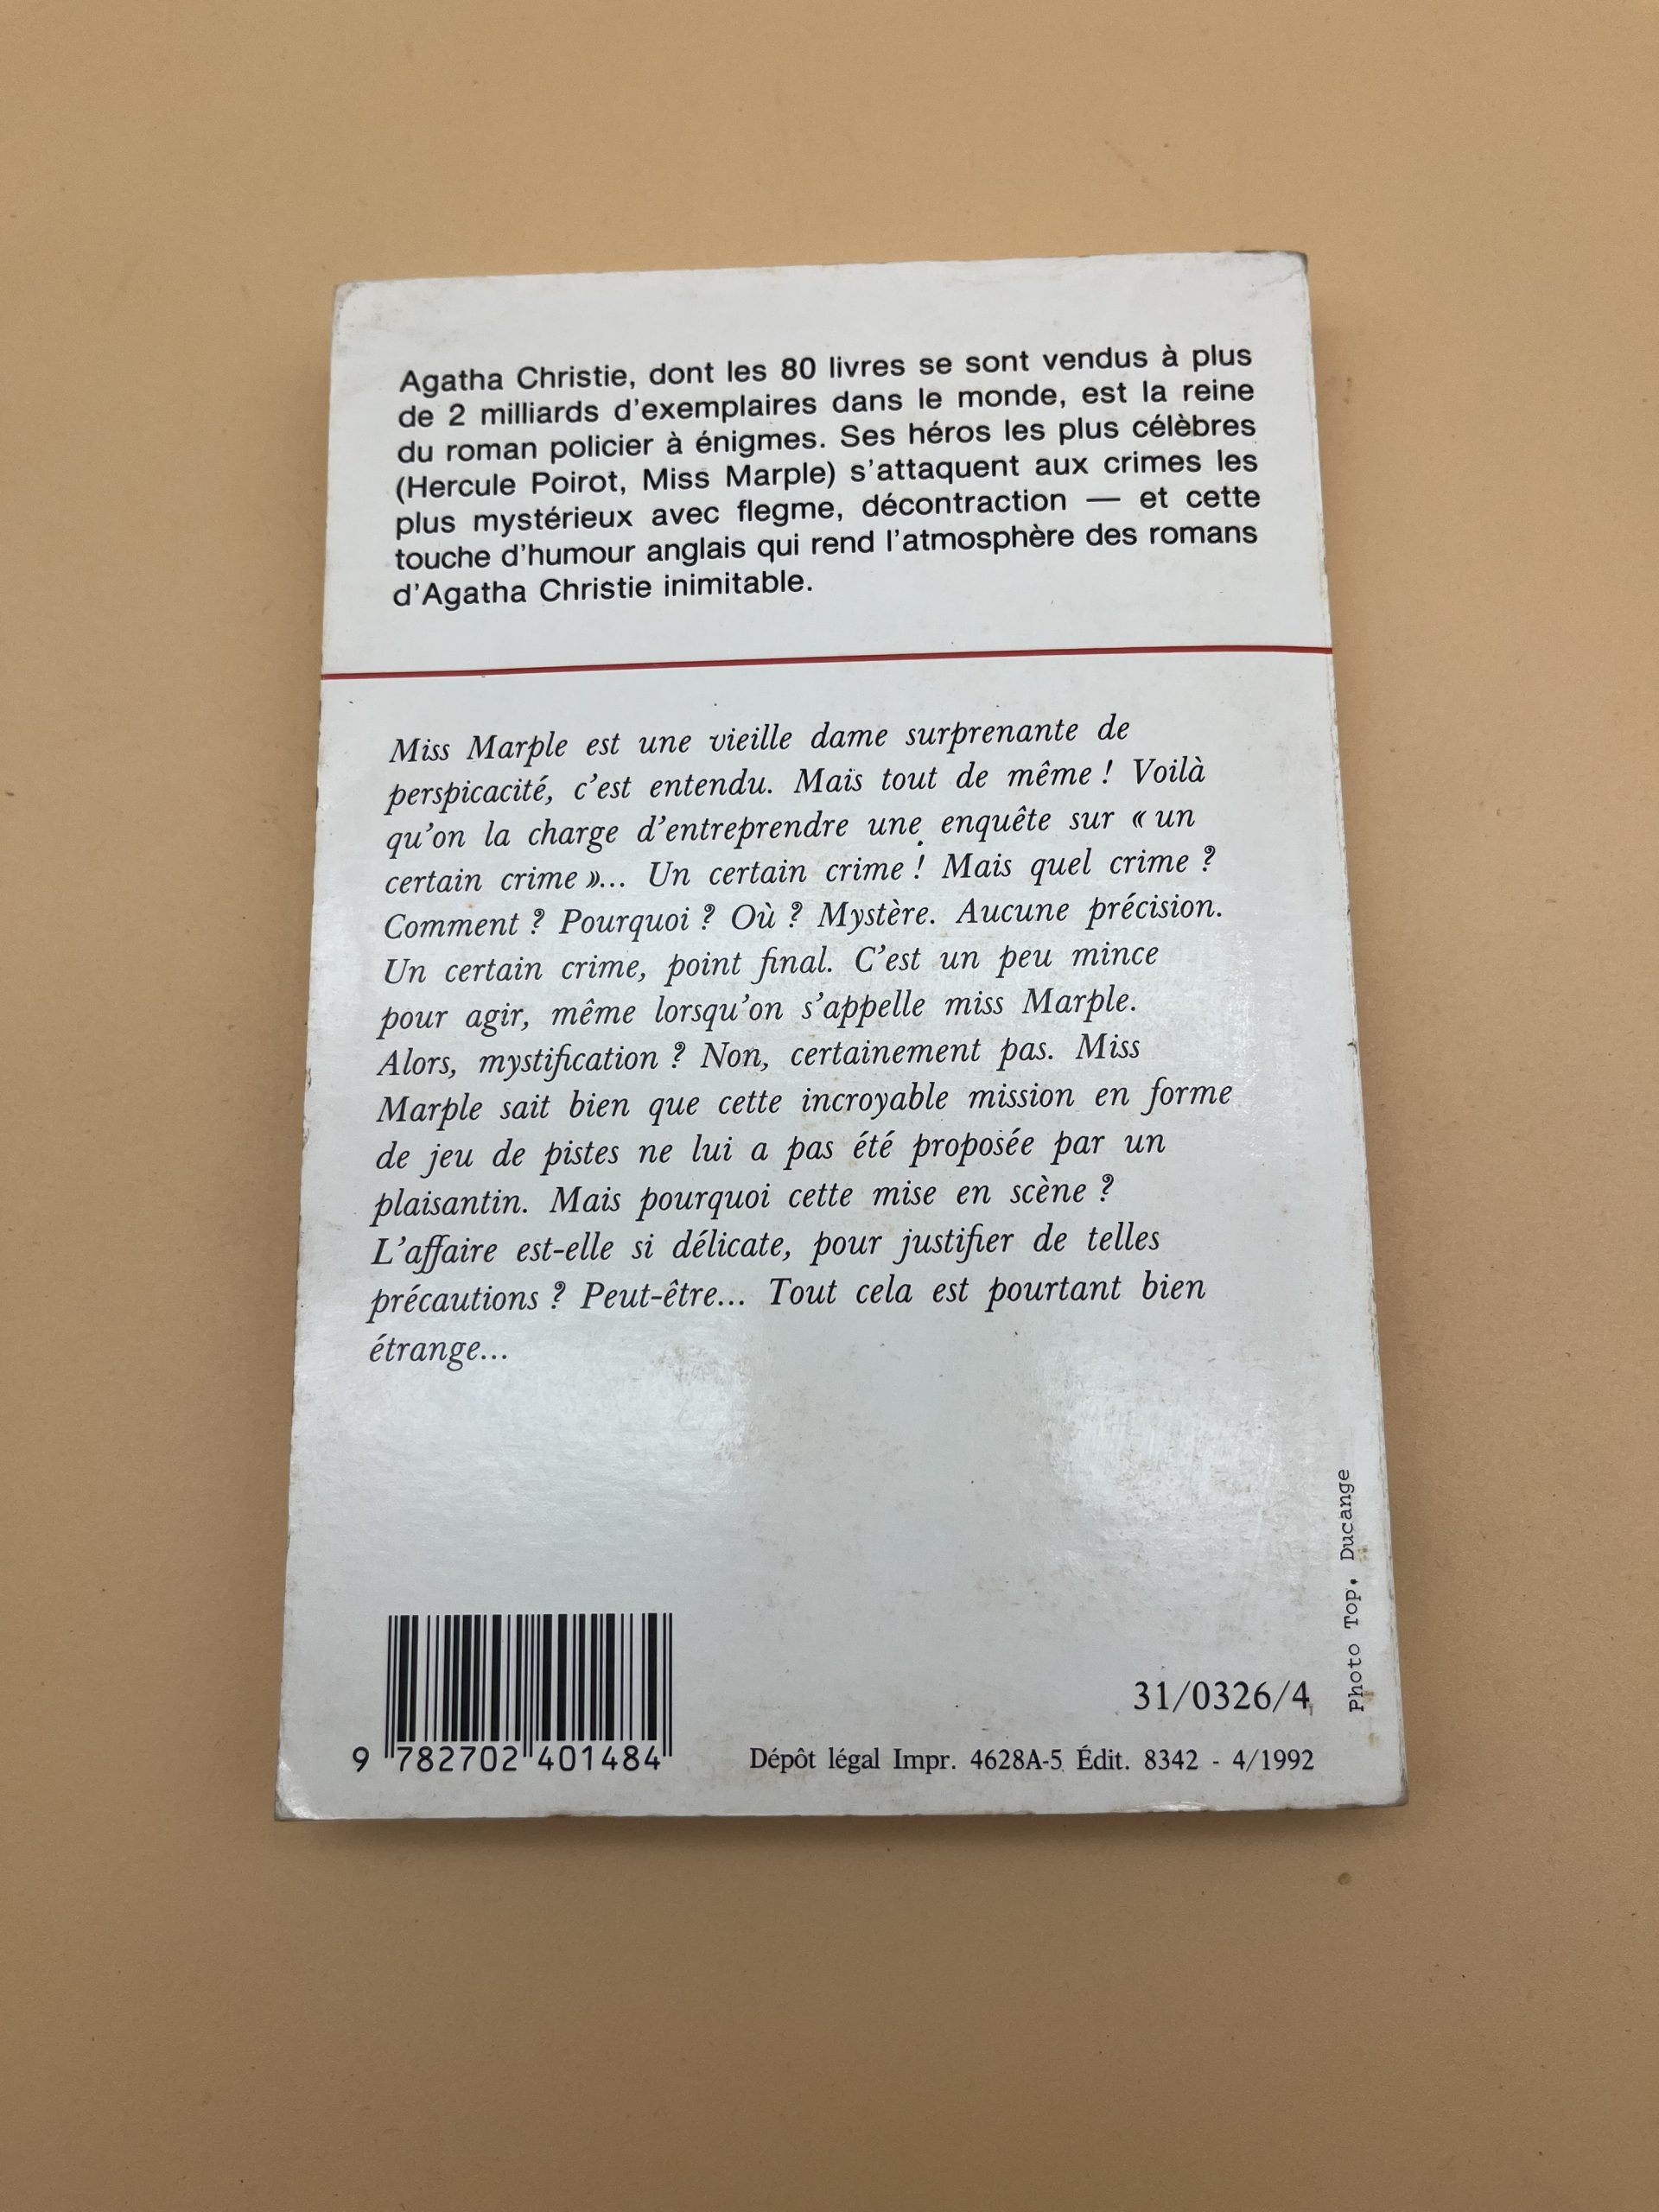 Agatha Christie, dont les 80 livres se sont vendus à plus
de 2 milliards d'exemplaires dans le monde, est la reine
du roman policier à énigmes. Ses héros les plus célèbres
(Hercule Poirot, Miss Marple) s'attaquent aux crimes les
plus mystérieux avec flegme, décontraction — et cette
touche d'humour anglais qui rend l'atmosphère des romans
d'Agatha Christie inimitable.
Miss Marple est une vieille dame surprenante de
perspicacité, c'est entendu. Mais tout de même ! Voilà
qu'on la charge d'entreprendre une enquête sur « un
certain crime »... Un certain crime ! Mais quel crime ?
Comment ? Pourquoi ? Où ? Mystère. Aucune précision.
Un certain crime, point final. C'est un peu mince
pour agir, même lorsqu'on s'appelle miss Marple.
Alors, mystification ? Non, certainement pas. Miss
Marple sait bien que cette incroyable mission en forme
de jeu de pistes ne lui a pas été proposée par un
plaisantin. Mais pourquoi cette mise en scène ?
L'affaire est-elle si délicate, pour justifier de telles
précautions ? Peut-être... Tout cela est pourtant bien
étrange...
Photo Top. Ducange
31/0326/4
9 782702 401484
Dépôt légal Impr. 4628A-5 Édit. 8342 - 4/1992